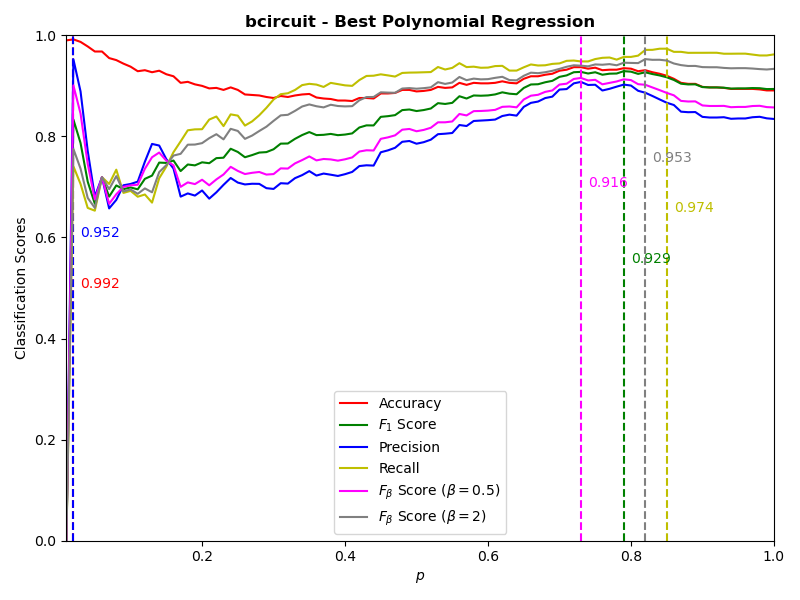 bcircuit - Best Polynomial Regression
Classification Scores
1.0
0.8
0.6
0.4
0.2
0.0
0.952
0.992
0.916
0.953
0.974
0.929
Accuracy
F₁ Score
Precision
Recall
Fᵦ Score (β = 0.5)
Fᵦ Score (β = 2)
0.2 0.4 0.6 0.8 1.0
p